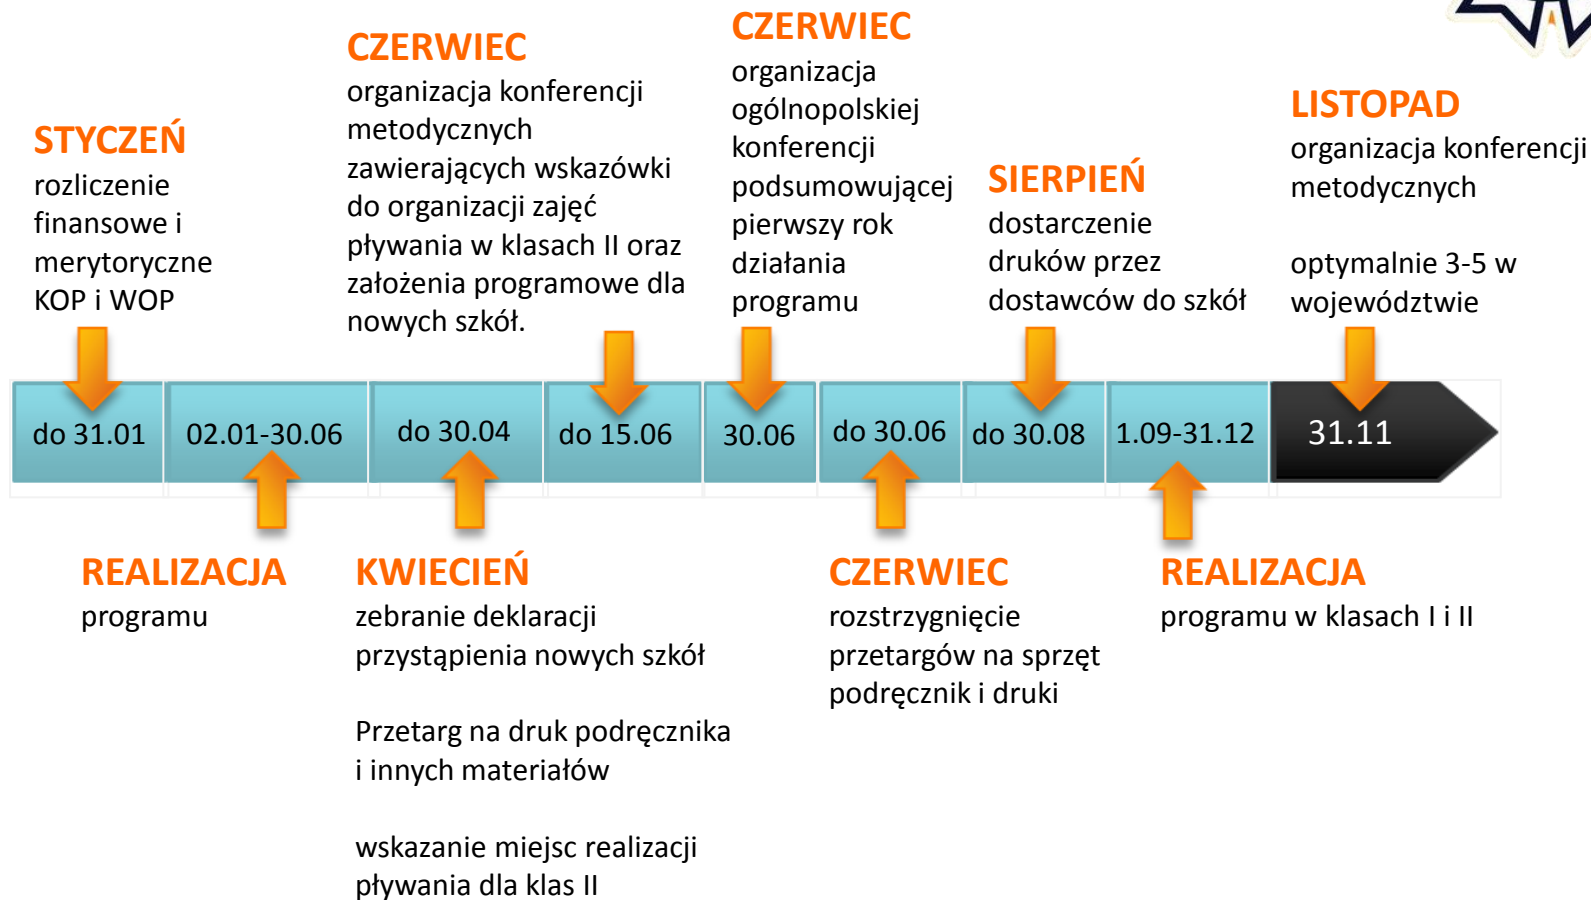 STYCZEŃ
rozliczenie
finansowe i
merytoryczne
KOP i WOP
CZERWIEC
organizacja konferencji
metodycznych
zawierających wskazówki
do organizacji zajęć
pływania w klasach II oraz
założenia programowe dla
nowych szkół.
CZERWIEC
organizacja
ogólnopolskiej
konferencji
podsumowującej
pierwszy rok
działania
programu
SIERPIEŃ
dostarczenie
druków przez
dostawców do szkół
LISTOPAD
organizacja konferencji
metodycznych
optymalnie 3-5 w
województwie
do 31.01
02.01-30.06
do 30.04
do 15.06
30.06
do 30.06
do 30.08
1.09-31.12
31.11
REALIZACJA
programu
KWIECIEŃ
zebranie deklaracji
przystąpienia nowych szkół
Przetarg na druk podręcznika
i innych materiałów
wskazanie miejsc realizacji
pływania dla klas II
CZERWIEC
rozstrzygnięcie
przetargów na sprzęt
podręcznik i druki
REALIZACJA
programu w klasach I i II